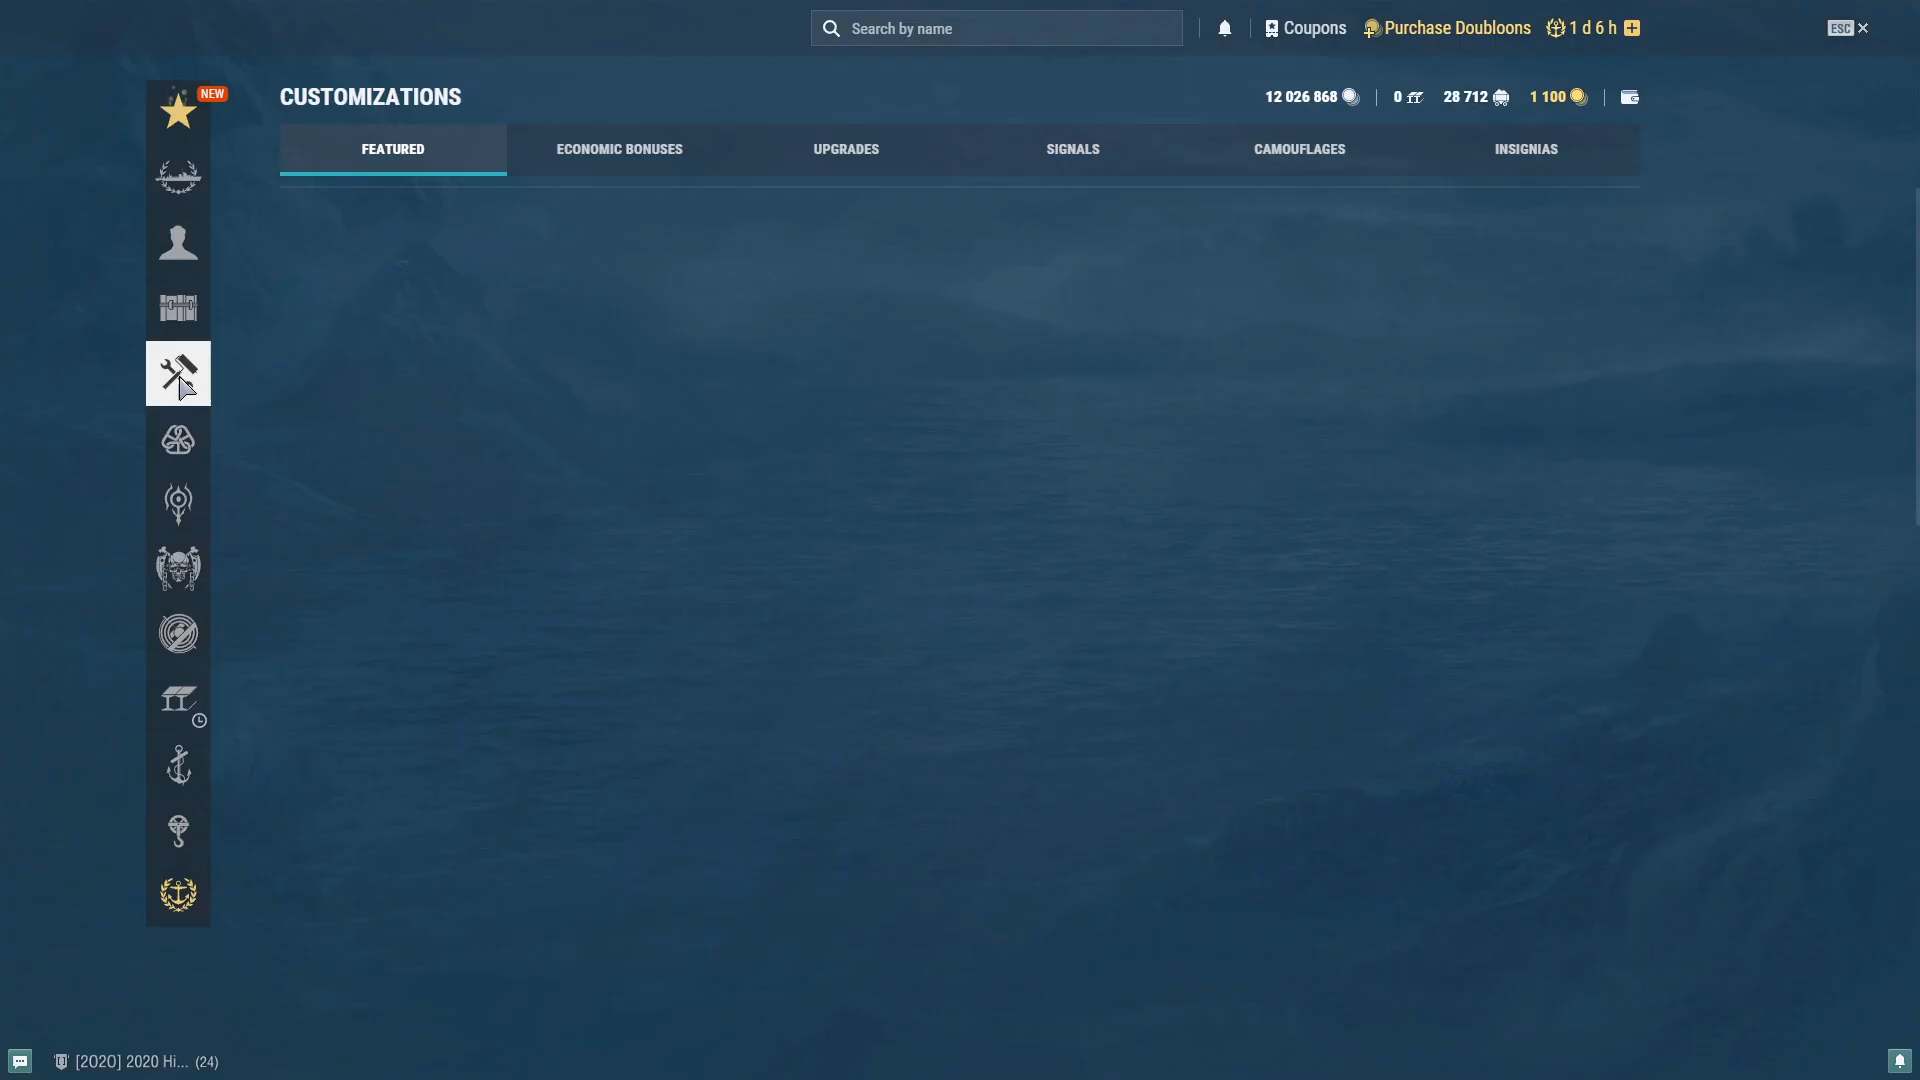 Search by name
Coupons
Purchase Doubloons
1 d 6 h
ESC
NEW
CUSTOMIZATIONS
12 026 868
0
28 712
1 100
FEATURED
ECONOMIC BONUSES
UPGRADES
SIGNALS
CAMOUFLAGES
INSIGNIAS
[2O2O] 2020 Hi... (24)